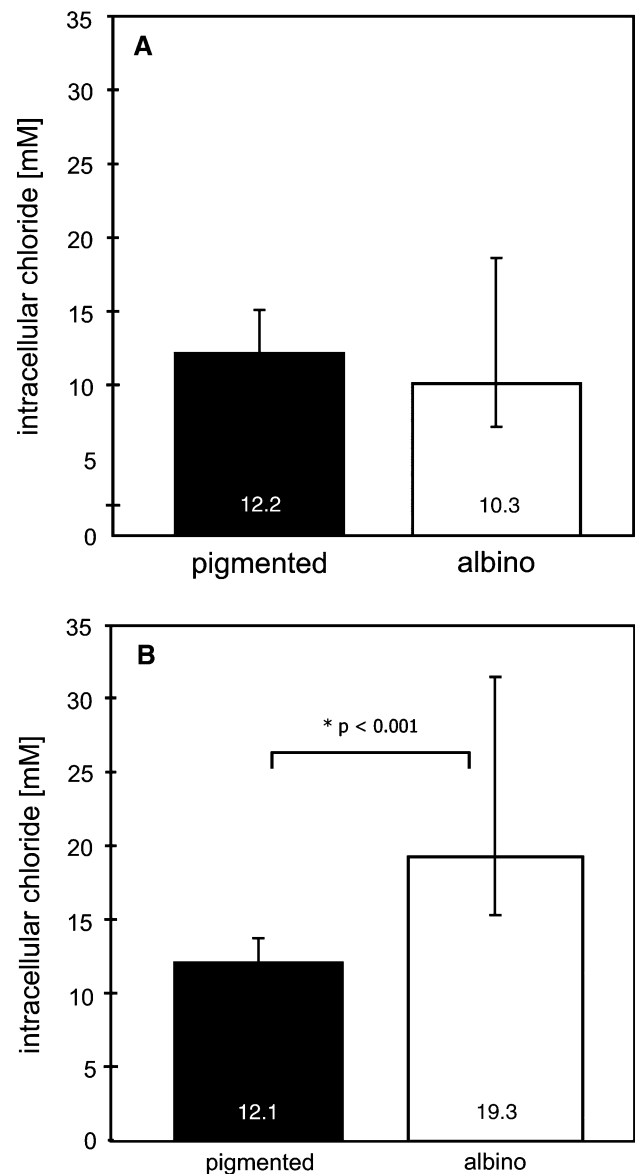 A
35
30
25
20
15
10
5
0
intracellular chloride [mM]
12.2
10.3
pigmented albino
B
35
30
25
20
15
10
5
0
intracellular chloride [mM]
* p < 0.001
12.1
19.3
pigmented albino